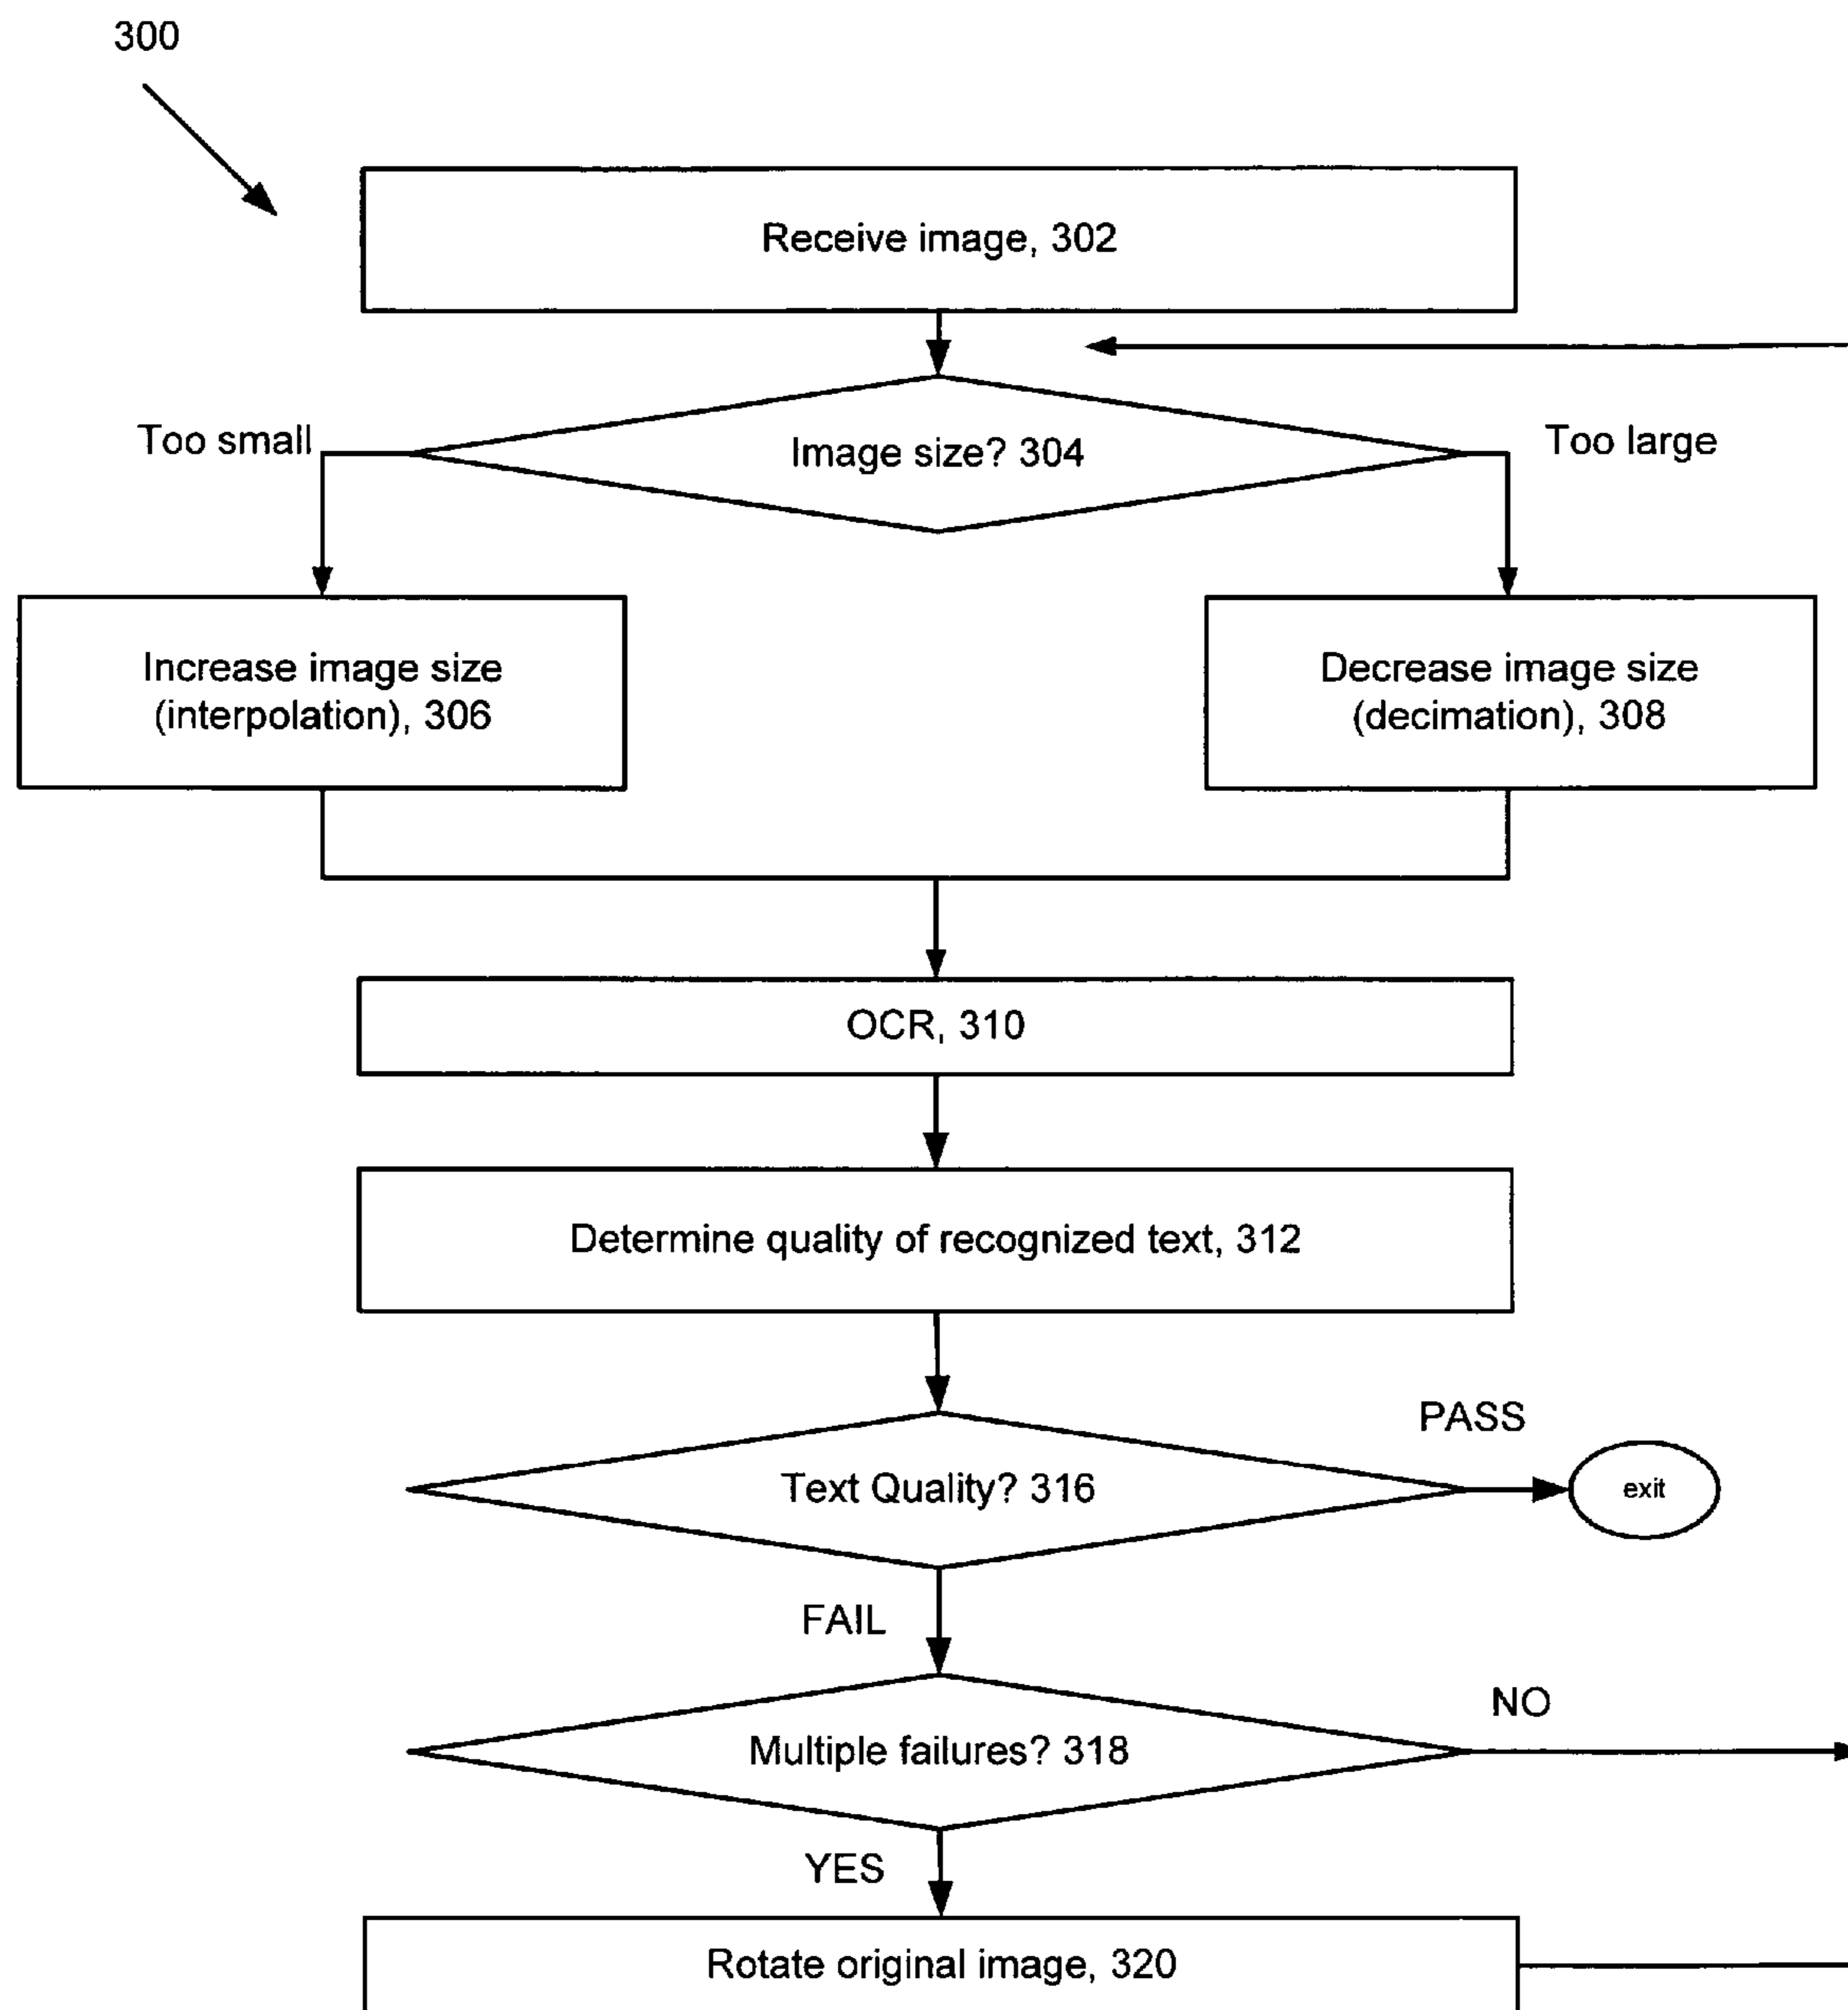 300
Receive image, 302
Too small
Image size? 304
Too large
Increase image size
(interpolation), 306
Decrease image size
(decimation), 308
OCR, 310
Determine quality of recognized text, 312
PASS
Text Quality? 316
exit
FAIL
NO
Multiple failures? 318
YES
Rotate original image, 320